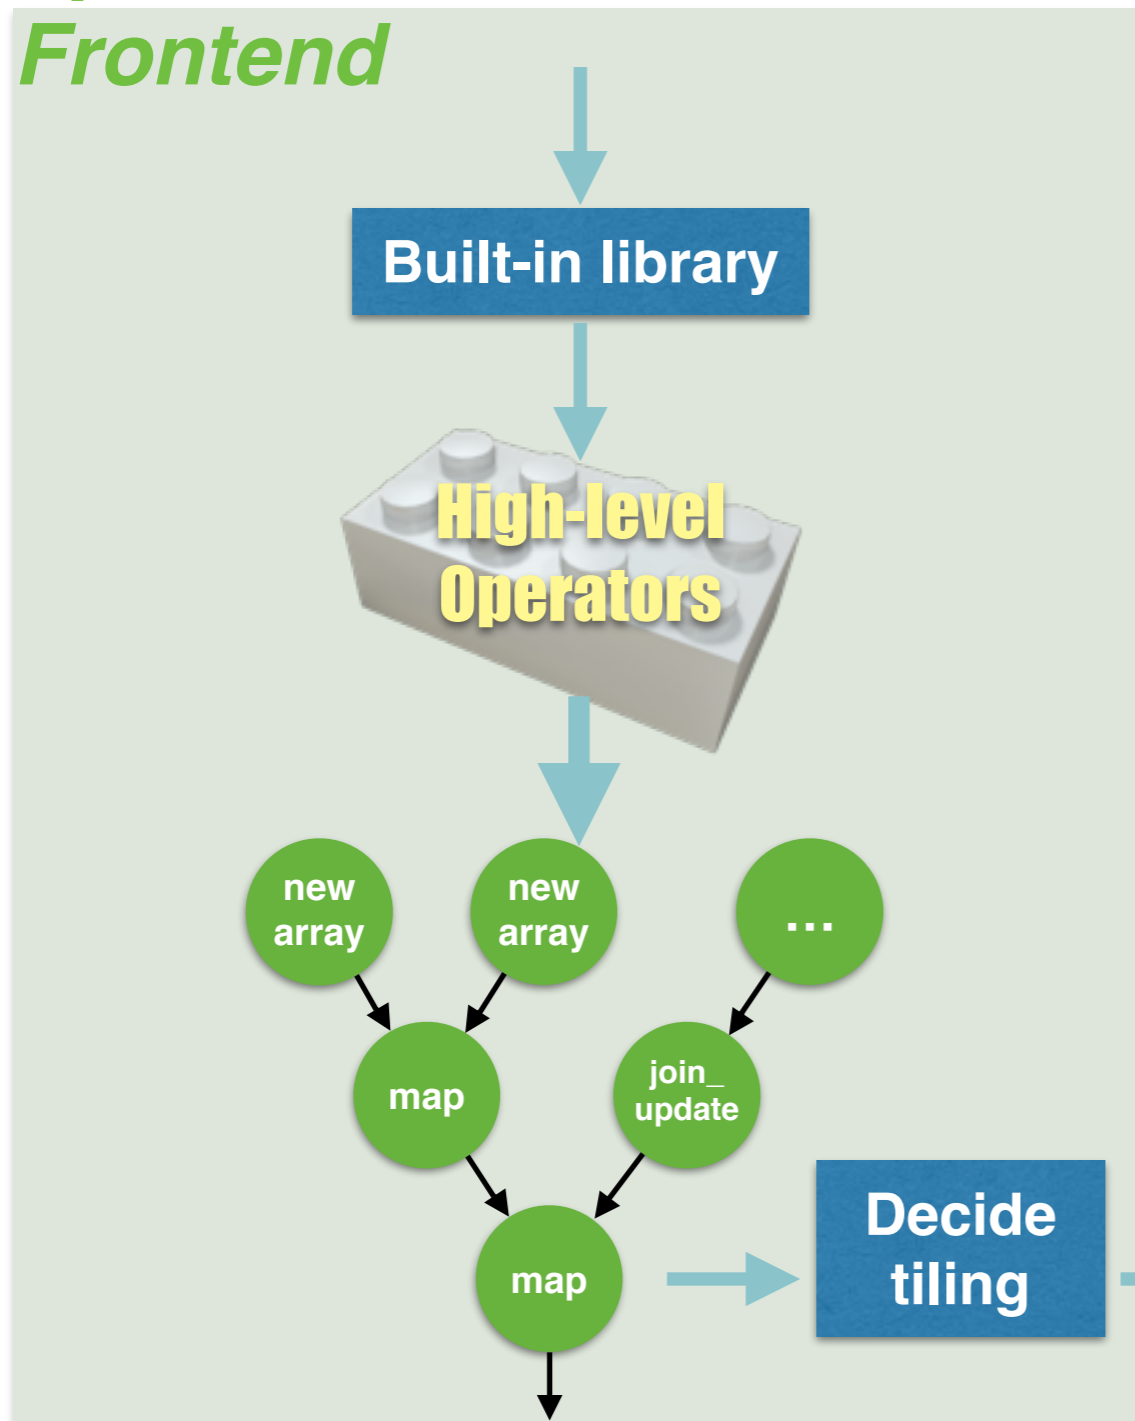 Frontend
Built-in library
High-level
Operators
new
array
new
array
...
map
join_
update
map
Decide
tiling